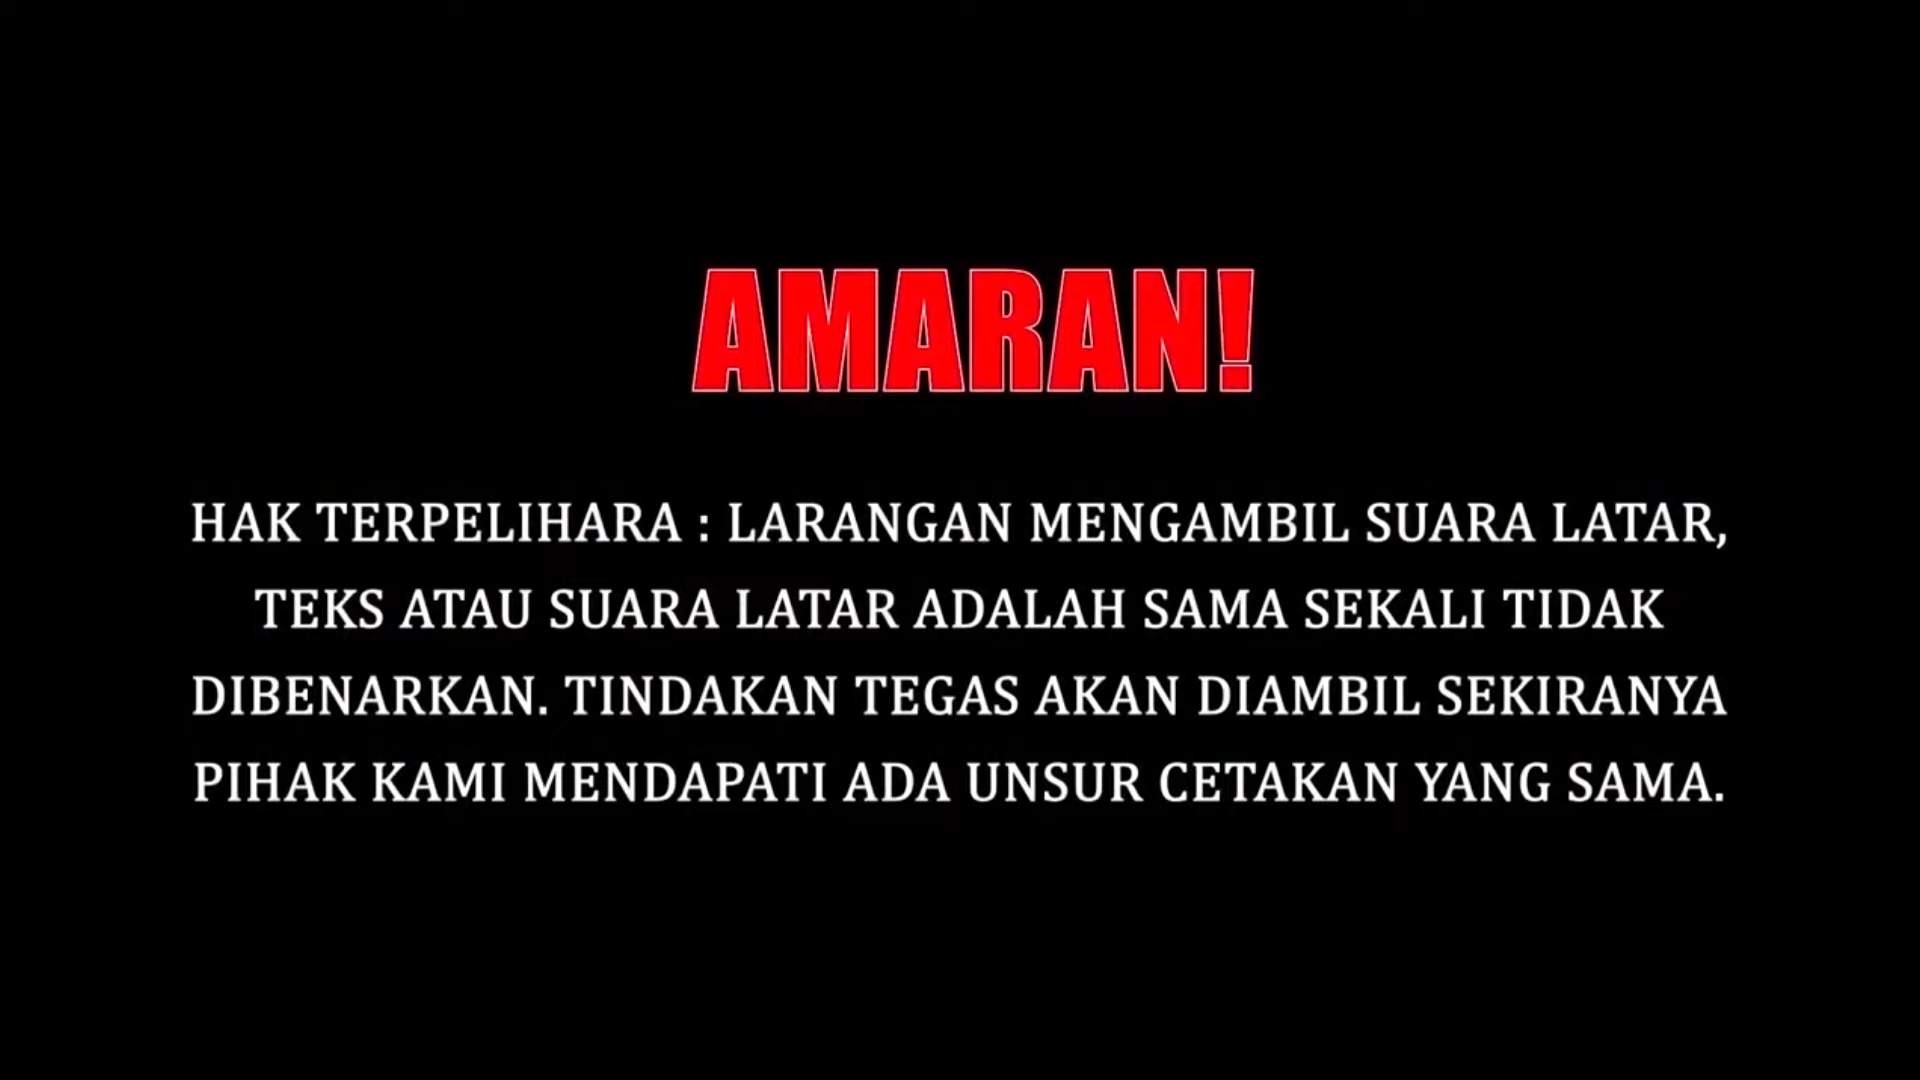 AMARAN!
HAK TERPELIHARA : LARANGAN MENGAMBIL SUARA LATAR,
TEKS ATAU SUARA LATAR ADALAH SAMA SEKALI TIDAK
DIBENARKAN. TINDAKAN TEGAS AKAN DIAMBIL SEKIRANYA
PIHAK KAMI MENDAPATI ADA UNSUR CETAKAN YANG SAMA.